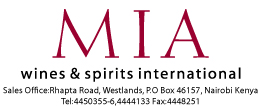 MIA
wines & spirits international
Sales Office:Rhapta Road, Westlands, P.O Box 46157, Nairobi Kenya
Tel:4450355-6,4444133 Fax:4448251